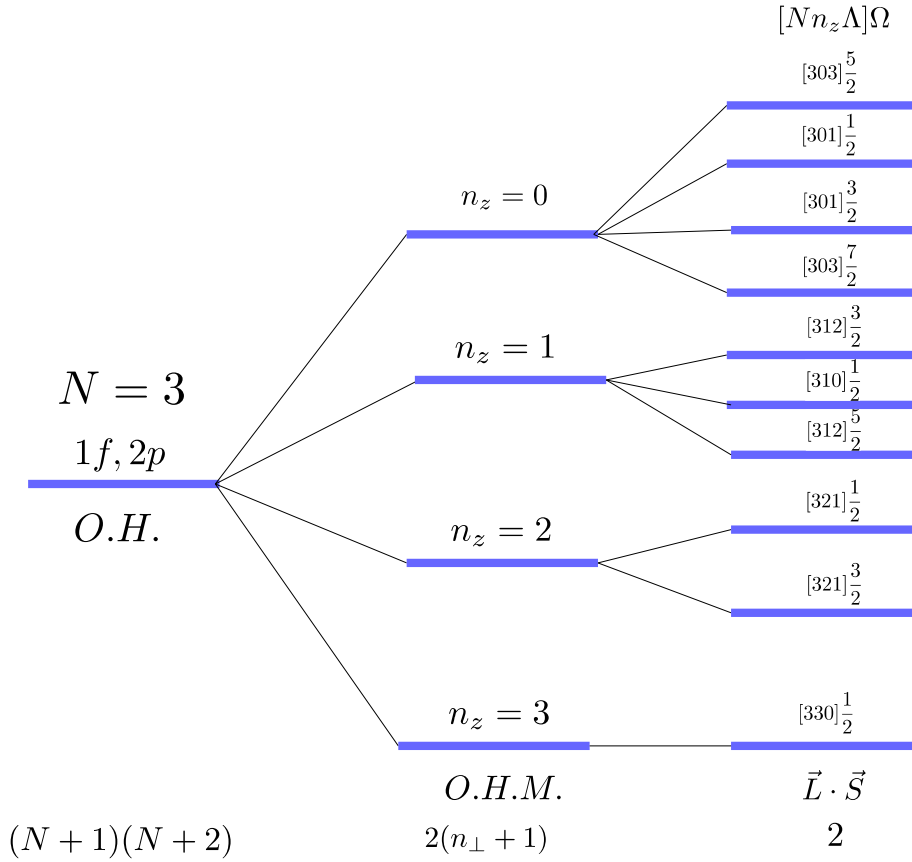 [Nn_zΛ]Ω
[303]5/2
[301]1/2
n_z = 0
[301]3/2
[303]7/2
[312]3/2
n_z = 1
[310]1/2
N = 3
[312]5/2
1f, 2p
[321]1/2
O.H.
n_z = 2
[321]3/2
n_z = 3
[330]1/2
O.H.M.
L⃗ · S⃗
(N + 1)(N + 2)
2(n_⊥ + 1)
2